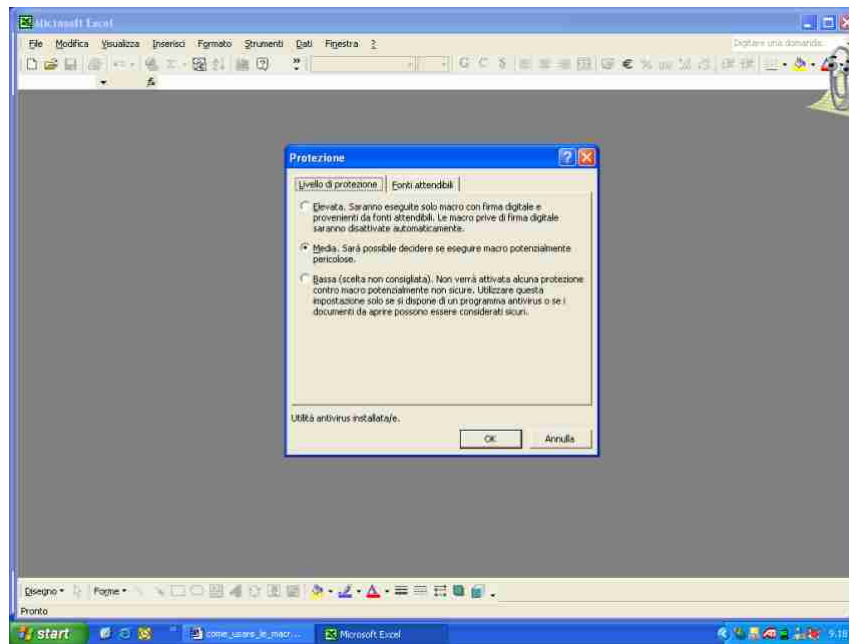 Microsoft Excel
File Modifica Visualizza Inserisci Formato Strumenti Dati Finestra ?
Digitare una domanda.
G C S
Protezione
Livello di protezione
Fonti attendibili
Elevata. Saranno eseguite solo macro con firma digitale e
provenienti da fonti attendibili. Le macro prive di firma digitale
saranno disattivate automaticamente.
Media. Sarà possibile decidere se eseguire macro potenzialmente
pericolose.
Bassa (scelta non consigliata). Non verrà attivata alcuna protezione
contro macro potenzialmente non sicure. Utilizzare questa
impostazione solo se si dispone di un programma antivirus o se i
documenti da aprire possono essere considerati sicuri.
Utilità antivirus installata/e.
OK Annulla
Disegno Forme
Pronto
start come_usare_le_macr... Microsoft Excel 9.18